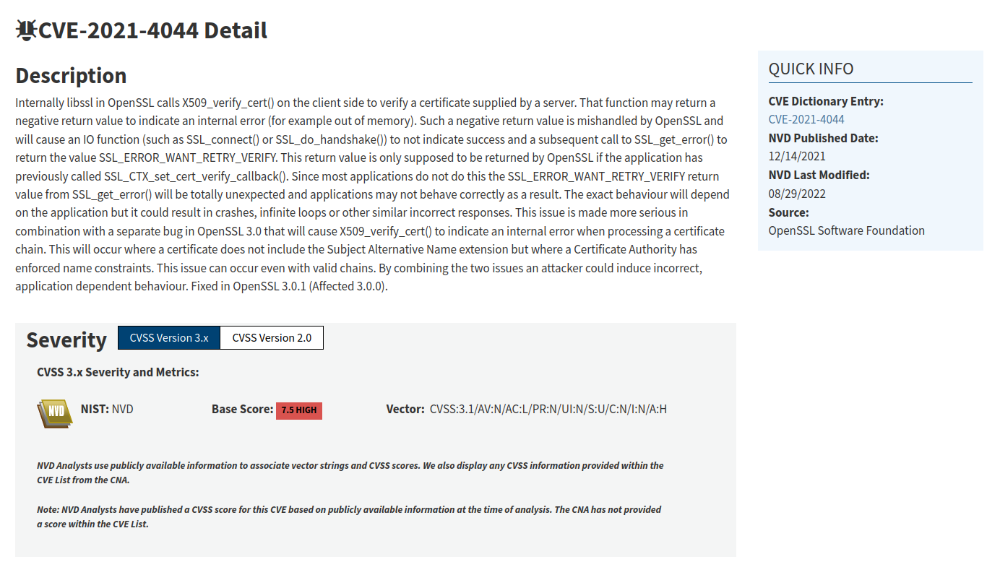 CVE-2021-4044 Detail
Description
Internally libssl in OpenSSL calls X509_verify_cert() on the client side to verify a certificate supplied by a server. That function may return a
negative return value to indicate an internal error (for example out of memory). Such a negative return value is mishandled by OpenSSL and
will cause an IO function (such as SSL_connect() or SSL_do_handshake()) to not indicate success and a subsequent call to SSL_get_error() to
return the value SSL_ERROR_WANT_RETRY_VERIFY. This return value is only supposed to be returned by OpenSSL if the application has
previously called SSL_CTX_set_cert_verify_callback(). Since most applications do not do this the SSL_ERROR_WANT_RETRY_VERIFY return
value from SSL_get_error() will be totally unexpected and applications may not behave correctly as a result. The exact behaviour will depend
on the application but it could result in crashes, infinite loops or other similar incorrect responses. This issue is made more serious in
combination with a separate bug in OpenSSL 3.0 that will cause X509_verify_cert() to indicate an internal error when processing a certificate
chain. This will occur where a certificate does not include the Subject Alternative Name extension but where a Certificate Authority has
enforced name constraints. This issue can occur even with valid chains. By combining the two issues an attacker could induce incorrect,
application dependent behaviour. Fixed in OpenSSL 3.0.1 (Affected 3.0.0).
QUICK INFO
CVE Dictionary Entry:
CVE-2021-4044
NVD Published Date:
12/14/2021
NVD Last Modified:
08/29/2022
Source:
OpenSSL Software Foundation
Severity CVSS Version 3.x CVSS Version 2.0
CVSS 3.x Severity and Metrics:
NVD NIST: NVD Base Score: 7.5 HIGH Vector: CVSS:3.1/AV:N/AC:L/PR:N/UI:N/S:U/C:N/I:N/A:H
NVD Analysts use publicly available information to associate vector strings and CVSS scores. We also display any CVSS information provided within the
CVE List from the CNA.
Note: NVD Analysts have published a CVSS score for this CVE based on publicly available information at the time of analysis. The CNA has not provided
a score within the CVE List.